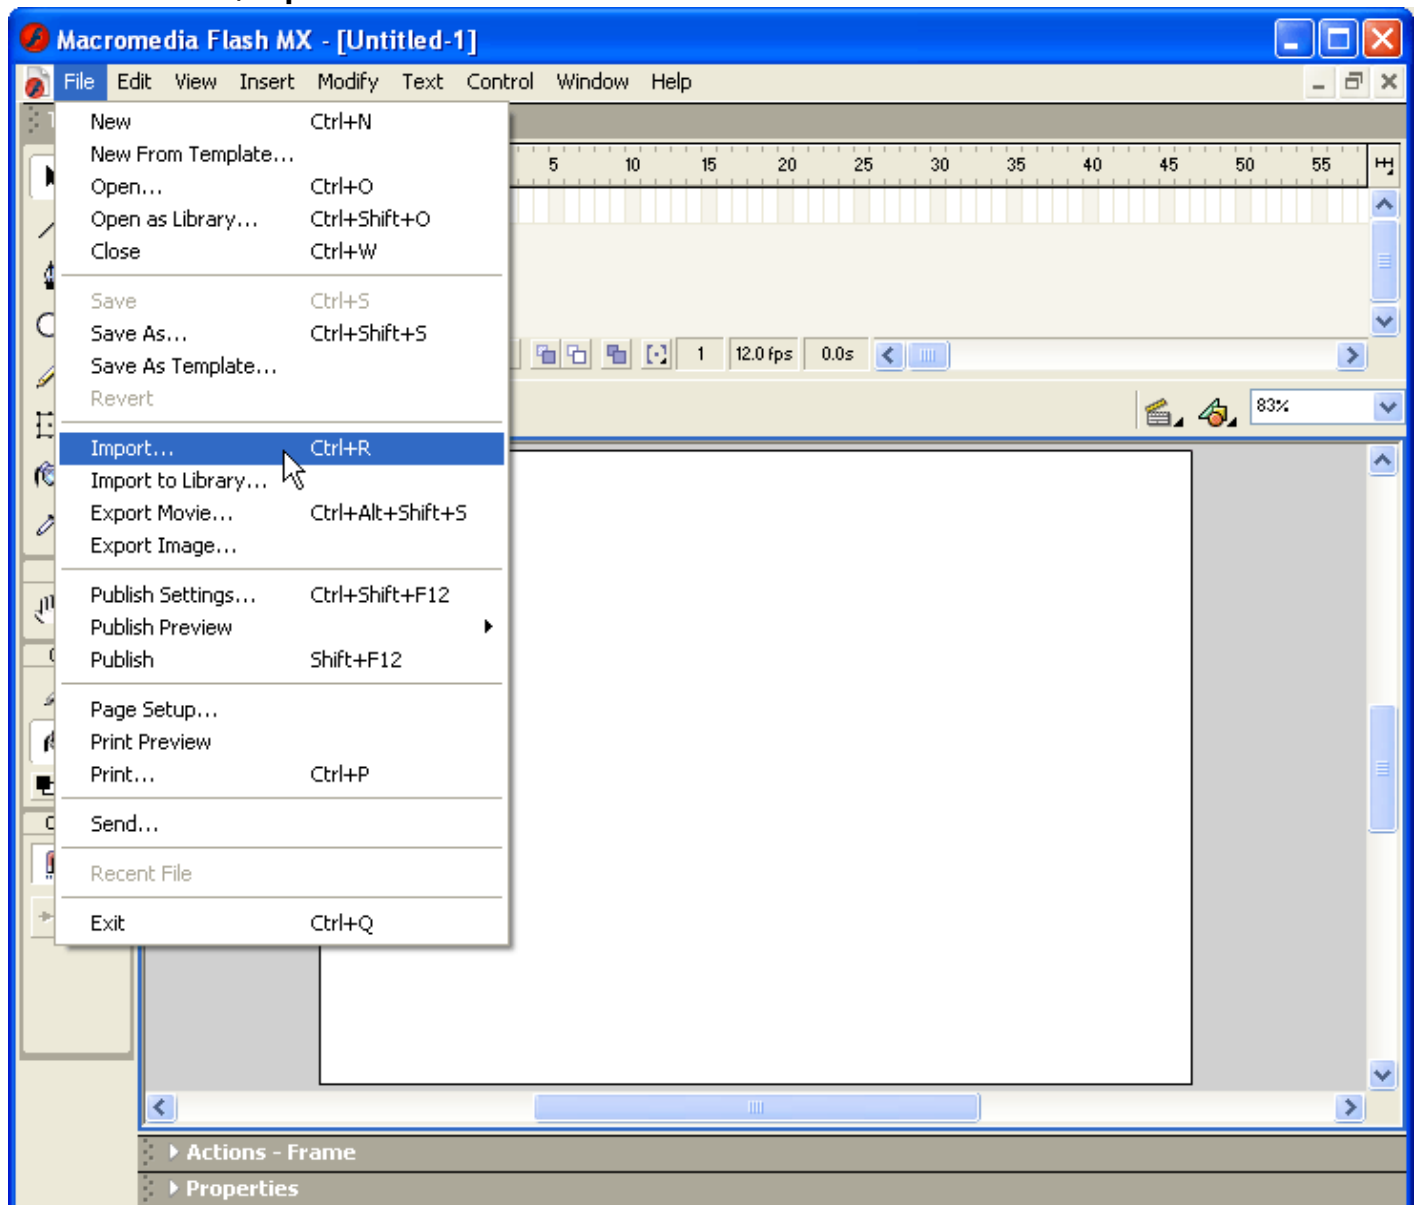 Macromedia Flash MX - [Untitled-1]
File Edit View Insert Modify Text Control Window Help
New Ctrl+N
New From Template...
Open... Ctrl+O
Open as Library... Ctrl+Shift+O
Close Ctrl+W
Save Ctrl+S
Save As... Ctrl+Shift+S
Save As Template...
Revert
Import... Ctrl+R
Import to Library...
Export Movie... Ctrl+Alt+Shift+S
Export Image...
Publish Settings... Ctrl+Shift+F12
Publish Preview
Publish Shift+F12
Page Setup...
Print Preview
Print... Ctrl+P
Send...
Recent File
Exit Ctrl+Q
5 10 15 20 25 30 35 40 45 50 55
1 12.0 fps 0.0s
83%
Actions - Frame
Properties